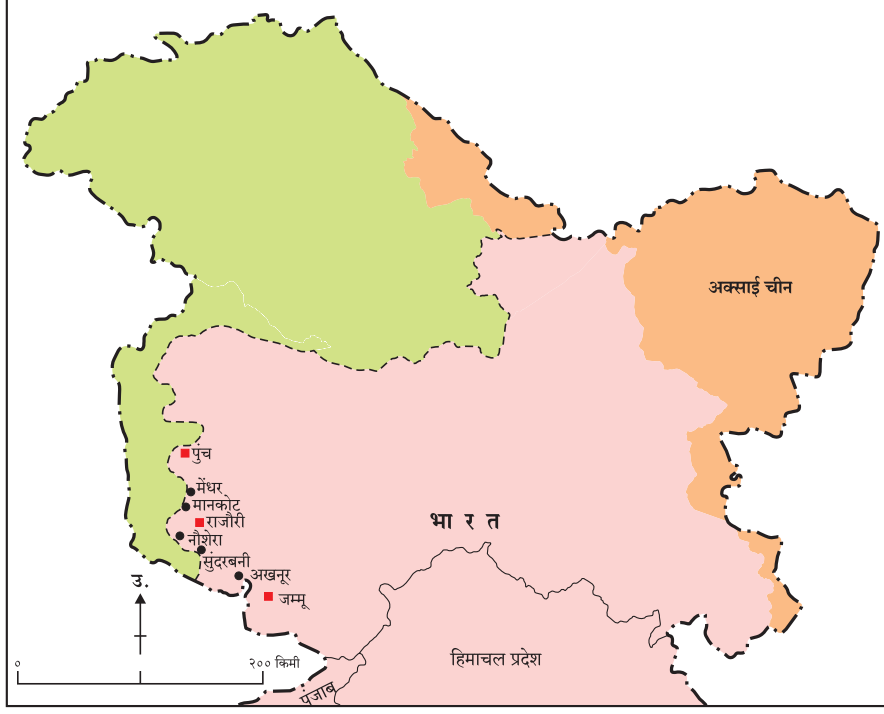 अक्साई चीन
पुंच
मेंधर
मानकोट
राजौरी
भा र त
नौशेरा
सुंदरबनी
अखनूर
उ.
जम्मू
० २०० किमी
हिमाचल प्रदेश
पंजाब